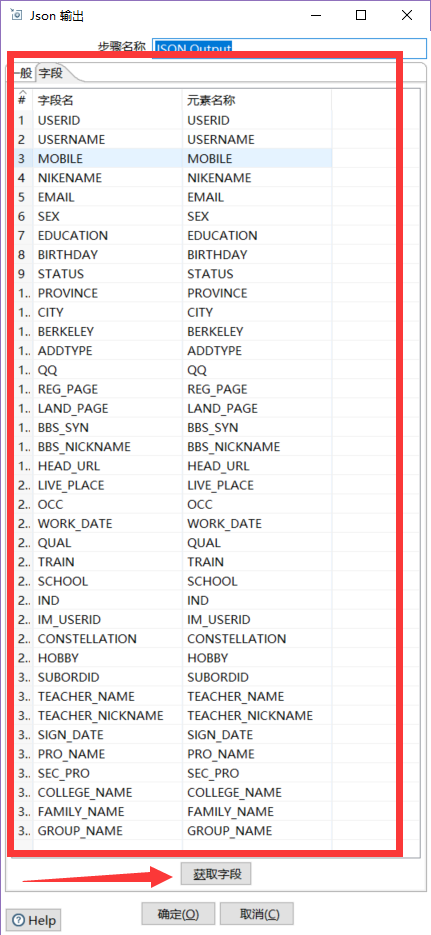 Json 输出
步骤名称 JSON Output
一般 字段
# 字段名 元素名称
1 USERID USERID
2 USERNAME USERNAME
3 MOBILE MOBILE
4 NIKENAME NIKENAME
5 EMAIL EMAIL
6 SEX SEX
7 EDUCATION EDUCATION
8 BIRTHDAY BIRTHDAY
9 STATUS STATUS
1.. PROVINCE PROVINCE
1.. CITY CITY
1.. BERKELEY BERKELEY
1.. ADDTYPE ADDTYPE
1.. QQ QQ
1.. REG_PAGE REG_PAGE
1.. LAND_PAGE LAND_PAGE
1.. BBS_SYN BBS_SYN
1.. BBS_NICKNAME BBS_NICKNAME
1.. HEAD_URL HEAD_URL
2.. LIVE_PLACE LIVE_PLACE
2.. OCC OCC
2.. WORK_DATE WORK_DATE
2.. QUAL QUAL
2.. TRAIN TRAIN
2.. SCHOOL SCHOOL
2.. IND IND
2.. IM_USERID IM_USERID
2.. CONSTELLATION CONSTELLATION
2.. HOBBY HOBBY
3.. SUBORDID SUBORDID
3.. TEACHER_NAME TEACHER_NAME
3.. TEACHER_NICKNAME TEACHER_NICKNAME
3.. SIGN_DATE SIGN_DATE
3.. PRO_NAME PRO_NAME
3.. SEC_PRO SEC_PRO
3.. COLLEGE_NAME COLLEGE_NAME
3.. FAMILY_NAME FAMILY_NAME
3.. GROUP_NAME GROUP_NAME
获取字段
Help 确定(O) 取消(C)